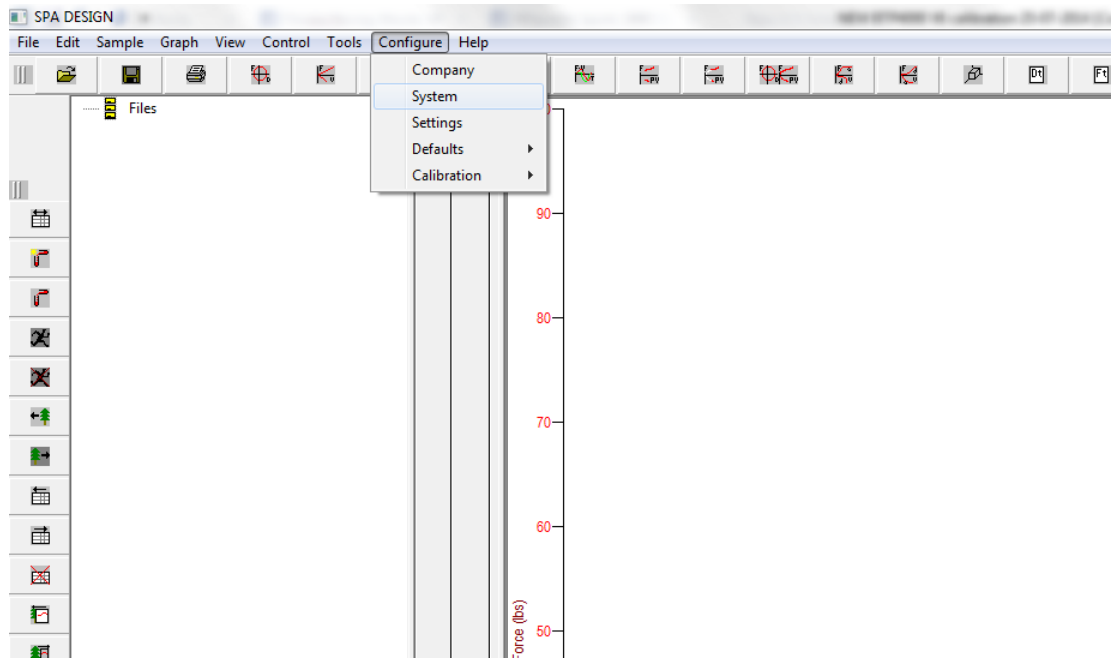 SPA DESIGN
File Edit Sample Graph View Control Tools Configure Help
Company
System
Settings
Defaults
Calibration
Dt
Ft
Files
90
80
70
60
50
Force (lbs)